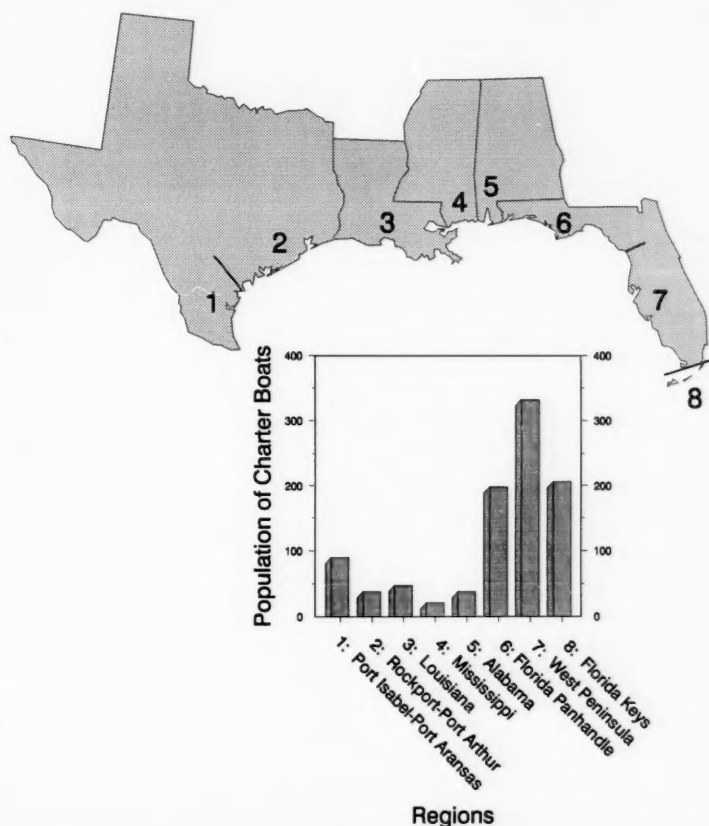 1
2
3
4
5
6
7
8
Population of Charter Boats
400
300
200
100
0
400
300
200
100
0
1: Port Isabel-Port Aransas
2: Rockport-Port Arthur
3: Louisiana
4: Mississippi
5: Alabama
6: Florida Panhandle
7: West Peninsula
8: Florida Keys
Regions